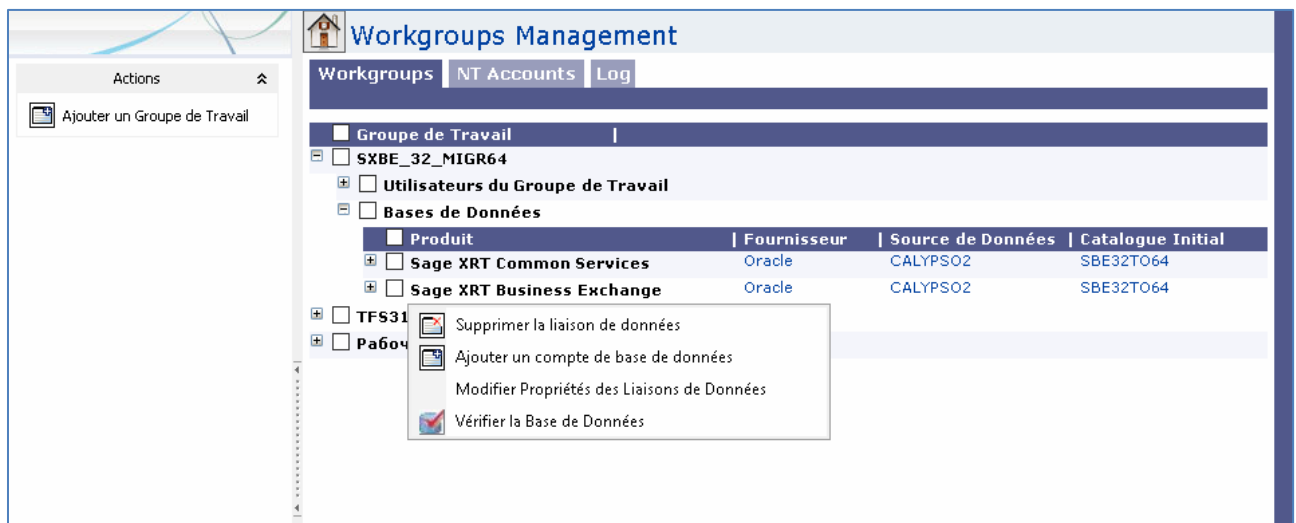 Workgroups Management
Actions
Workgroups NT Accounts Log
Ajouter un Groupe de Travail
Groupe de Travail |
SXBE_32_MIGR64
Utilisateurs du Groupe de Travail
Bases de Données
Produit | Fournisseur | Source de Données | Catalogue Initial
Sage XRT Common Services Oracle CALYPSO2 SBE32TO64
Sage XRT Business Exchange Oracle CALYPSO2 SBE32TO64
TFS31
Рабоч
Supprimer la liaison de données
Ajouter un compte de base de données
Modifier Propriétés des Liaisons de Données
Vérifier la Base de Données